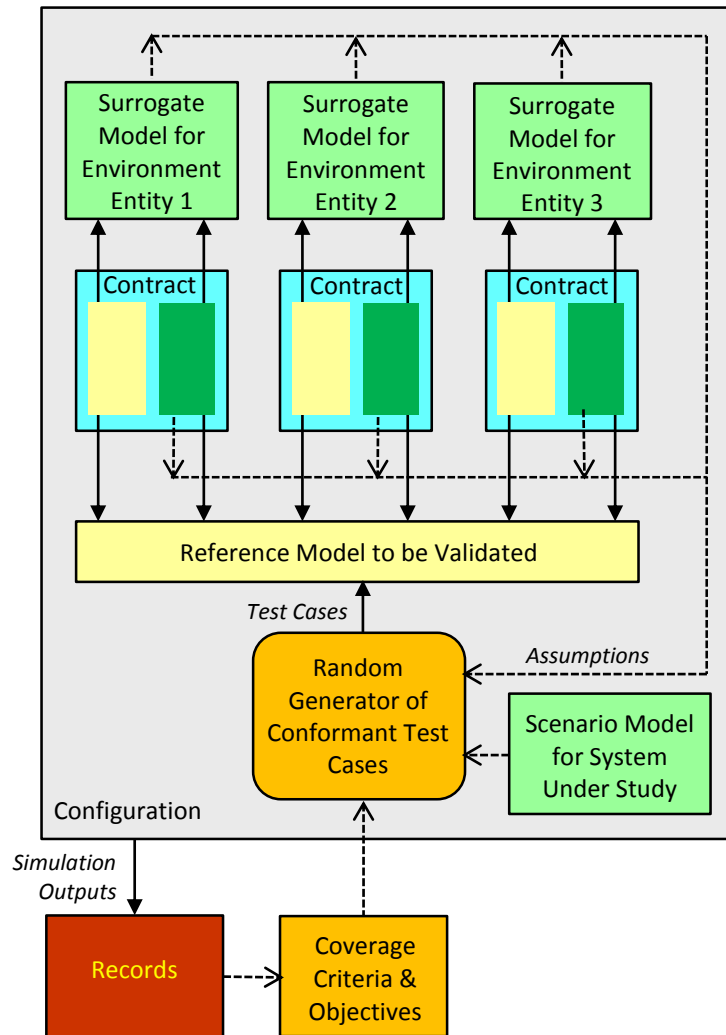 Surrogate
Model for
Environment
Entity 1
Surrogate
Model for
Environment
Entity 2
Surrogate
Model for
Environment
Entity 3
Contract
Contract
Contract
Reference Model to be Validated
Test Cases
Random
Generator of
Conformant Test
Cases
Assumptions
Scenario Model
for System
Under Study
Configuration
Simulation
Outputs
Records
Coverage
Criteria &
Objectives